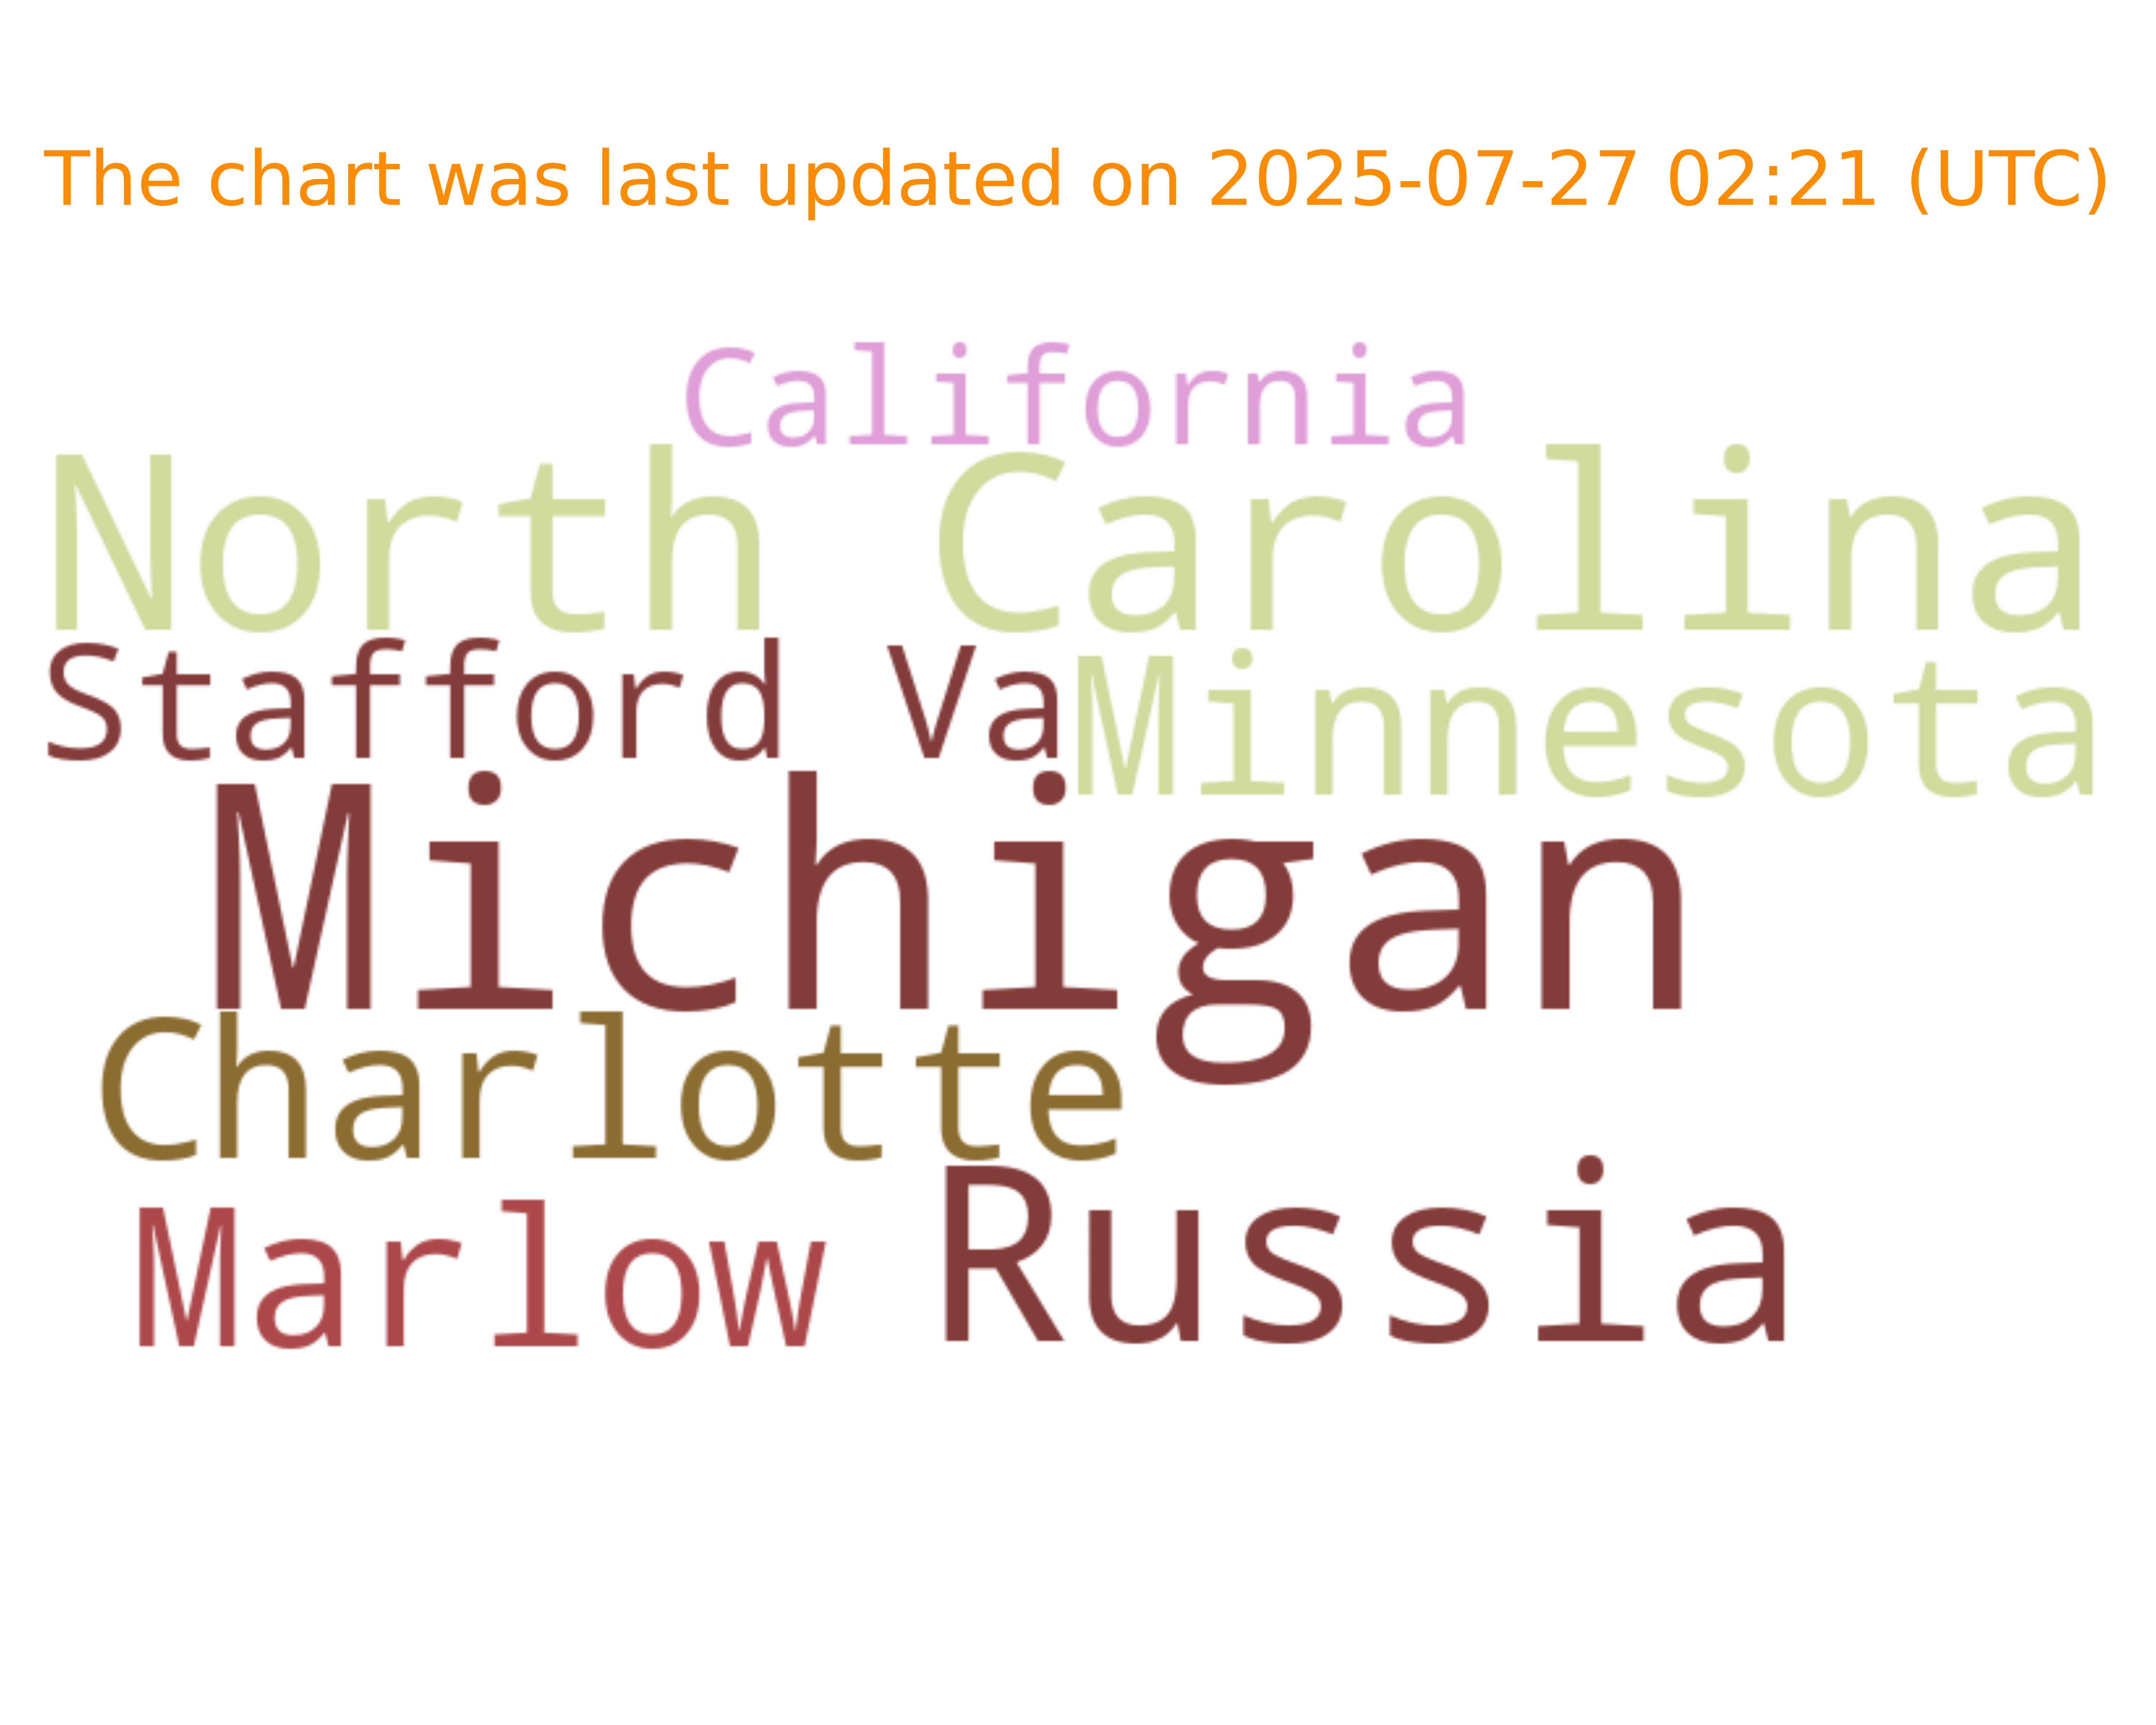 The chart was last updated on 2025-07-27 02:21 (UTC)
California
North Carolina
Stafford Va
Minnesota
Michigan
Charlotte
Marlow
Russia